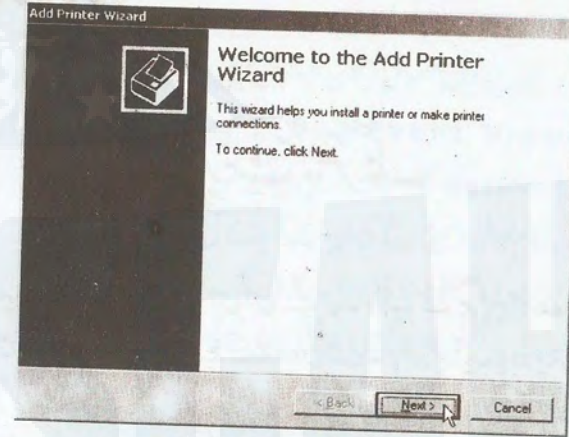 Add Printer Wizard
Welcome to the Add Printer
Wizard
This wizard helps you install a printer or make printer
connections.
To continue, click Next.
< Back
Next >
Cancel